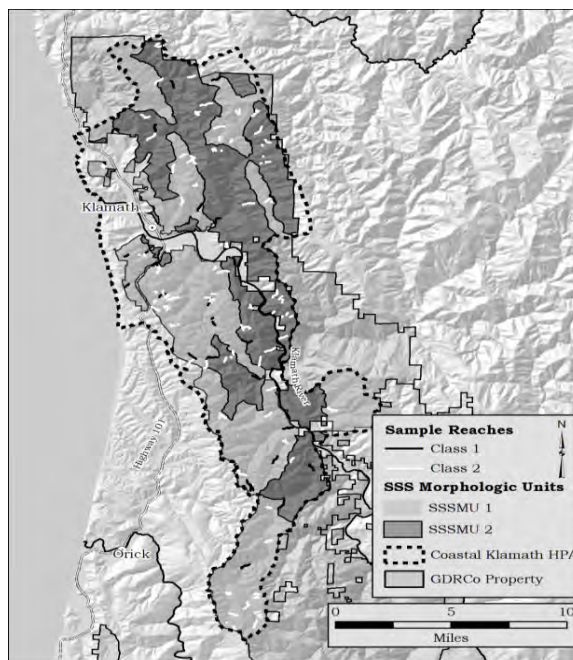 Klamath
Klamath River
Highway 101
Orick
Sample Reaches
Class 1
Class 2
SSS Morphologic Units
SSSMU 1
SSSMU 2
Coastal Klamath HPA
GDRCo Property
N
0 5 10
Miles